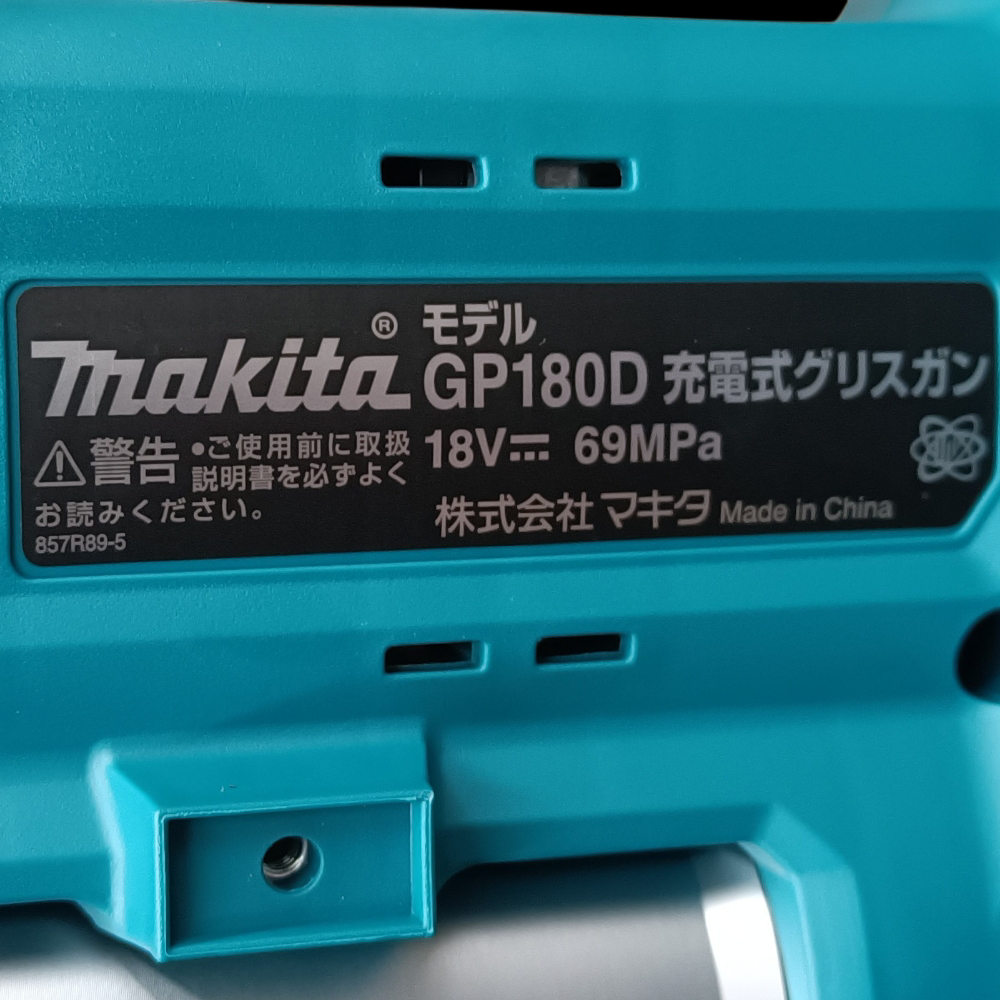 makita® モデル
GP180D 充電式グリスガン
警告 •ご使用前に取扱
説明書を必ずよく
お読みください。
857R89-5
18V⎓ 69MPa
株式会社 マキタ Made in China